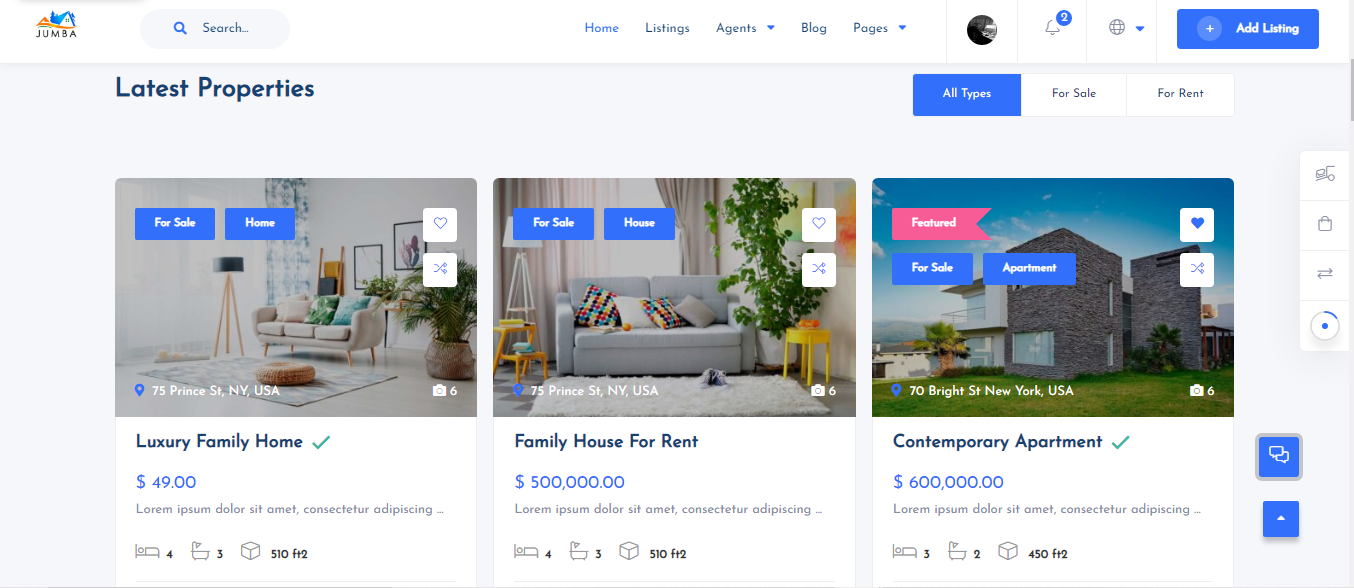 JUMBA
Search...
Home
Listings
Agents
Blog
Pages
2
+ Add Listing
Latest Properties
All Types
For Sale
For Rent
For Sale
Home
75 Prince St, NY, USA
6
Luxury Family Home
$ 49.00
Lorem ipsum dolor sit amet, consectetur adipiscing ...
4
3
510 ft2
For Sale
House
75 Prince St, NY, USA
6
Family House For Rent
$ 500,000.00
Lorem ipsum dolor sit amet, consectetur adipiscing ...
4
3
510 ft2
Featured
For Sale
Apartment
70 Bright St New York, USA
6
Contemporary Apartment
$ 600,000.00
Lorem ipsum dolor sit amet, consectetur adipiscing ...
3
2
450 ft2